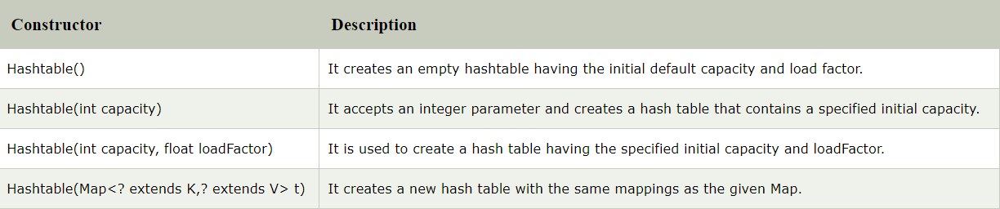 Constructor Description
Hashtable() It creates an empty hashtable having the initial default capacity and load factor.
Hashtable(int capacity) It accepts an integer parameter and creates a hash table that contains a specified initial capacity.
Hashtable(int capacity, float loadFactor) It is used to create a hash table having the specified initial capacity and loadFactor.
Hashtable(Map<? extends K,? extends V> t) It creates a new hash table with the same mappings as the given Map.